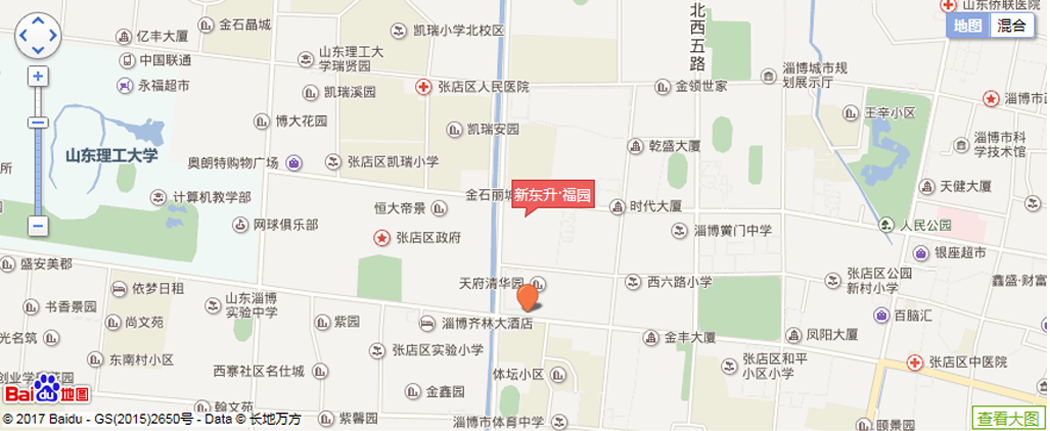 山东侨联医院
北西五路
地图 混合
亿丰大厦
金石晶城
凯瑞小学北校区
中国联通
山东理工大
学瑞贤园
永福超市
凯瑞溪园
张店区人民医院
金领世家
淄博城市规
划展示厅
王辛小区
淄博市政
博大花园
凯瑞安园
山东理工大学
奥朗特购物广场
张店区凯瑞小学
乾盛大厦
淄博市科
学技术馆
所
计算机教学部
金石丽城
新东升·福园
天健大厦
网球俱乐部
恒大帝景
时代大厦
人民公园
张店区政府
淄博黉门中学
银座超市
盛安美郡
依梦日租
天府清华园
西六路小学
张店区公园
新村小学
鑫盛·财富
书香景园
尚文苑
山东淄博
实验中学
紫园
淄博齐林大酒店
百脑汇
光名筑
金丰大厦
凤阳大厦
东南村小区
张店区实验小学
西寨社区名仕城
体坛小区
张店区和平
小区小学
张店区中医院
金鑫园
Bai du 地图
翰文苑
紫馨园
淄博市体育中学
颐景园
© 2017 Baidu - GS(2015)2650号 - Data © 长地万方
查看大图